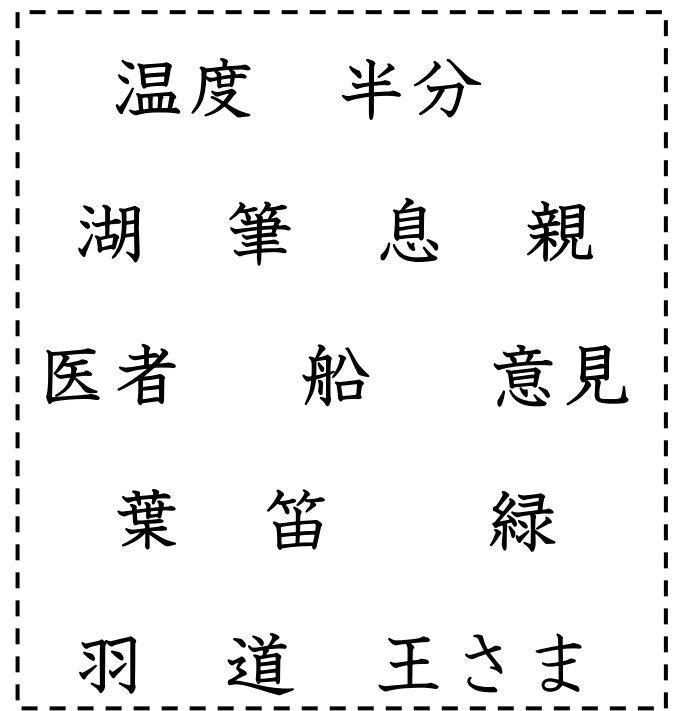 温度 半分
湖 筆 息 親
医者 船 意見
葉 笛 緑
羽 道 王さま